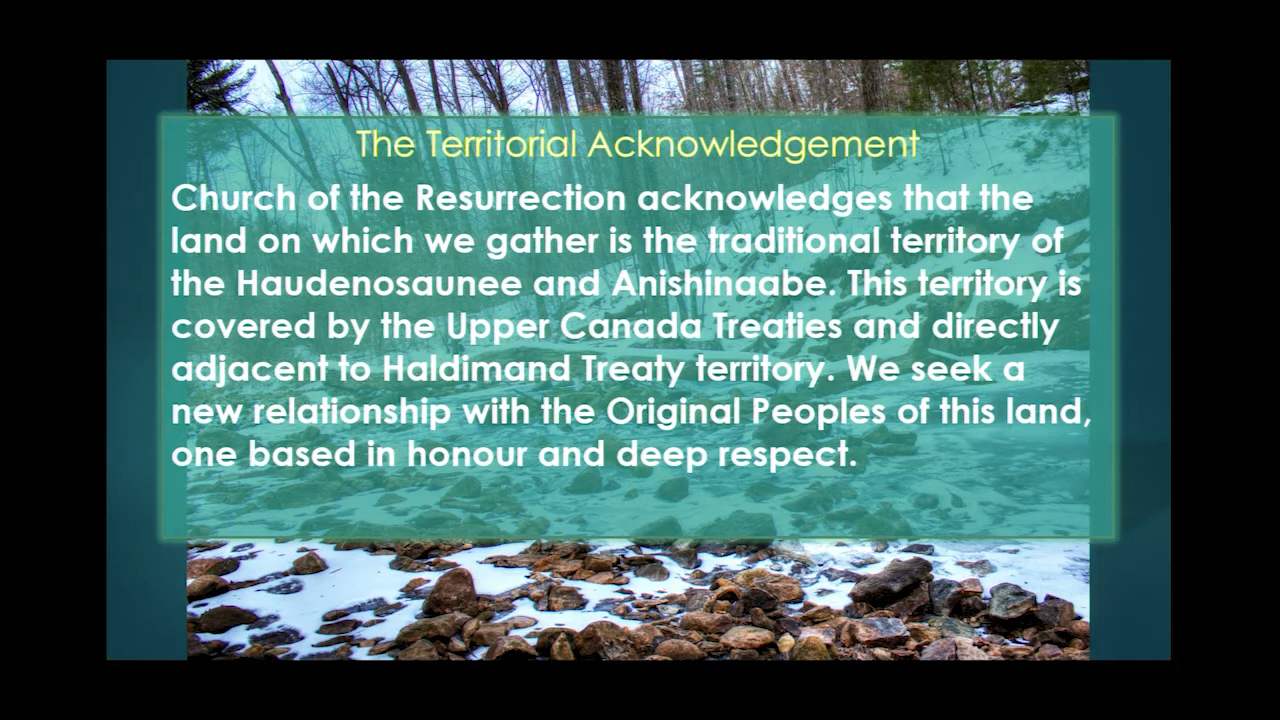 The Territorial Acknowledgement
Church of the Resurrection acknowledges that the
land on which we gather is the traditional territory of
the Haudenosaunee and Anishinaabe. This territory is
covered by the Upper Canada Treaties and directly
adjacent to Haldimand Treaty territory. We seek a
new relationship with the Original Peoples of this land,
one based in honour and deep respect.